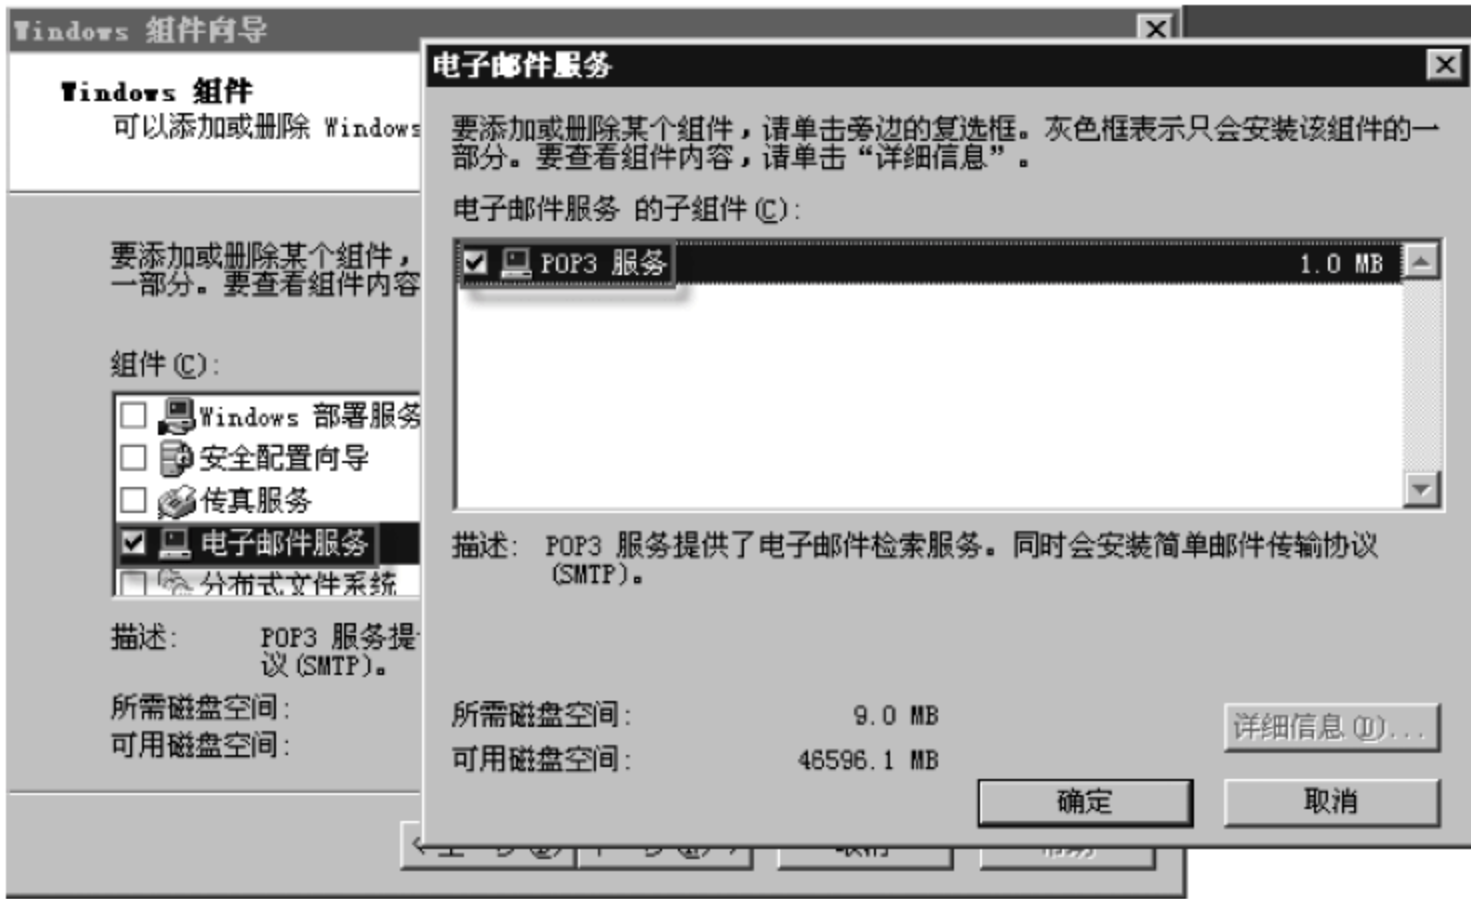 Windows 组件向导
Windows 组件
可以添加或删除 Windows
要添加或删除某个组件，
一部分。要查看组件内容
组件(C):
Windows 部署服务
安全配置向导
传真服务
电子邮件服务
分布式文件系统
描述: POP3 服务提
议(SMTP)。
所需磁盘空间:
可用磁盘空间:
电子邮件服务
要添加或删除某个组件，请单击旁边的复选框。灰色框表示只会安装该组件的一
部分。要查看组件内容，请单击“详细信息”。
电子邮件服务 的子组件(C):
POP3 服务 1.0 MB
描述: POP3 服务提供了电子邮件检索服务。同时会安装简单邮件传输协议
(SMTP)。
所需磁盘空间: 9.0 MB
可用磁盘空间: 46596.1 MB
详细信息(D)...
确定 取消